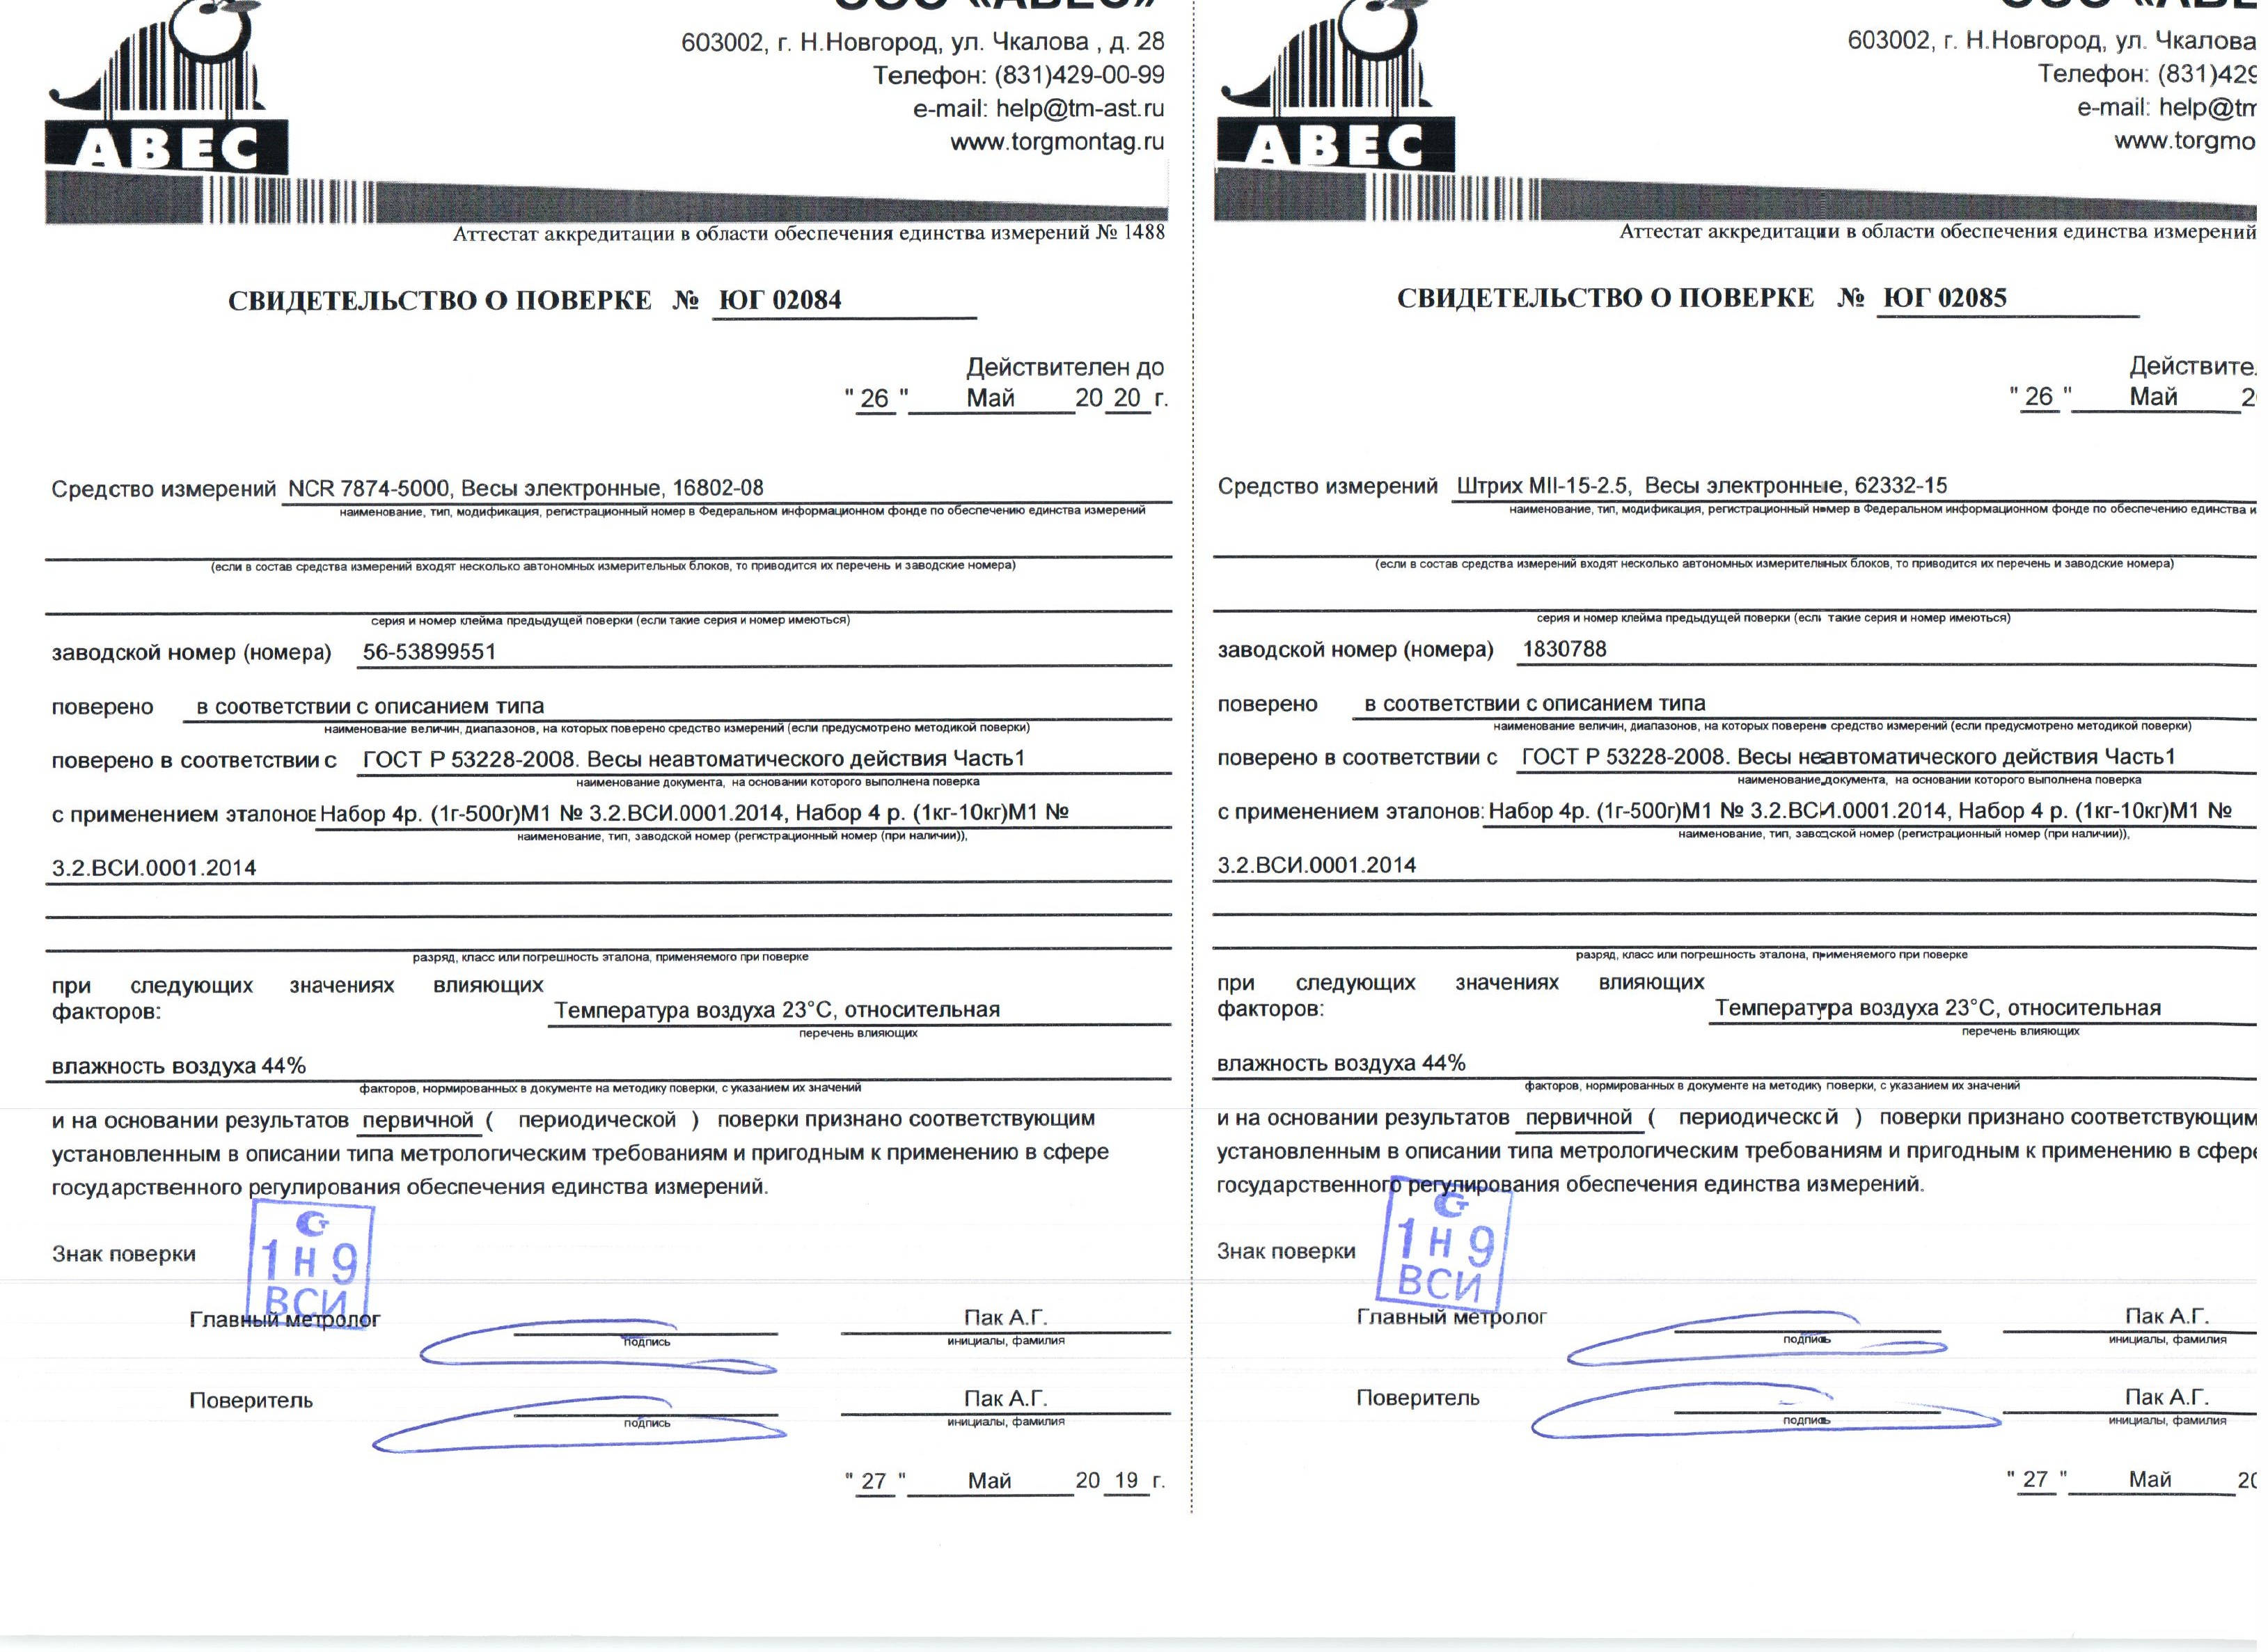 ООО «АВЕС»
603002, г. Н.Новгород, ул. Чкалова , д. 28
Телефон: (831)429-00-99
e-mail: help@tm-ast.ru
www.torgmontag.ru
АВЕС
Аттестат аккредитации в области обеспечения единства измерений № 1488
СВИДЕТЕЛЬСТВО О ПОВЕРКЕ № ЮГ 02084
Действителен до
" 26 " Май 20 20 г.
Средство измерений NCR 7874-5000, Весы электронные, 16802-08
наименование, тип, модификация, регистрационный номер в Федеральном информационном фонде по обеспечению единства измерений
(если в состав средства измерений входят несколько автономных измерительных блоков, то приводится их перечень и заводские номера)
серия и номер клейма предыдущей поверки (если такие серия и номер имеються)
заводской номер (номера) 56-53899551
поверено в соответствии с описанием типа
наименование величин, диапазонов, на которых поверено средство измерений (если предусмотрено методикой поверки)
поверено в соответствии с ГОСТ Р 53228-2008. Весы неавтоматического действия Часть1
наименование документа, на основании которого выполнена поверка
с применением эталонов Набор 4р. (1г-500г)М1 № 3.2.ВСИ.0001.2014, Набор 4 р. (1кг-10кг)М1 №
наименование, тип, заводской номер (регистрационный номер (при наличии)),
3.2.ВСИ.0001.2014
разряд, класс или погрешность эталона, применяемого при поверке
при следующих значениях влияющих
факторов: Температура воздуха 23°С, относительная
перечень влияющих
влажность воздуха 44%
факторов, нормированных в документе на методику поверки, с указанием их значений
и на основании результатов первичной ( периодической ) поверки признано соответствующим
установленным в описании типа метрологическим требованиям и пригодным к применению в сфере
государственного регулирования обеспечения единства измерений.
Знак поверки
1 Н 9
ВСИ
Главный метролог Пак А.Г.
подпись инициалы, фамилия
Поверитель Пак А.Г.
подпись инициалы, фамилия
" 27 " Май 20 19 г.
ООО «АВЕ
603002, г. Н.Новгород, ул. Чкалова
Телефон: (831)429
e-mail: help@tm
www.torgmo
АВЕС
Аттестат аккредитации в области обеспечения единства измерений
СВИДЕТЕЛЬСТВО О ПОВЕРКЕ № ЮГ 02085
Действител
" 26 " Май 2
Средство измерений Штрих МII-15-2.5, Весы электронные, 62332-15
наименование, тип, модификация, регистрационный номер в Федеральном информационном фонде по обеспечению единства и
(если в состав средства измерений входят несколько автономных измерительных блоков, то приводится их перечень и заводские номера)
серия и номер клейма предыдущей поверки (если такие серия и номер имеються)
заводской номер (номера) 1830788
поверено в соответствии с описанием типа
наименование величин, диапазонов, на которых поверено средство измерений (если предусмотрено методикой поверки)
поверено в соответствии с ГОСТ Р 53228-2008. Весы неавтоматического действия Часть1
наименование документа, на основании которого выполнена поверка
с применением эталонов: Набор 4р. (1г-500г)М1 № 3.2.ВСИ.0001.2014, Набор 4 р. (1кг-10кг)М1 №
наименование, тип, заводской номер (регистрационный номер (при наличии)),
3.2.ВСИ.0001.2014
разряд, класс или погрешность эталона, применяемого при поверке
при следующих значениях влияющих
факторов: Температура воздуха 23°С, относительная
перечень влияющих
влажность воздуха 44%
факторов, нормированных в документе на методику поверки, с указанием их значений
и на основании результатов первичной ( периодической ) поверки признано соответствующим
установленным в описании типа метрологическим требованиям и пригодным к применению в сфере
государственного регулирования обеспечения единства измерений.
Знак поверки
1 Н 9
ВСИ
Главный метролог Пак А.Г.
подпись инициалы, фамилия
Поверитель Пак А.Г.
подпись инициалы, фамилия
" 27 " Май 20